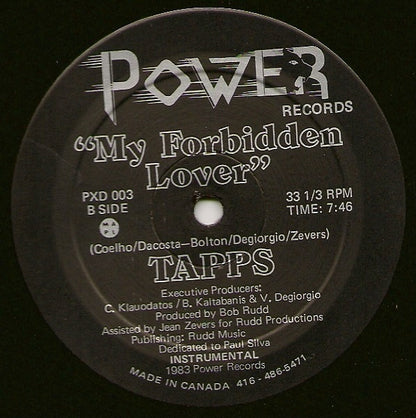 POWER
RECORDS
"My Forbidden
Lover"
PXD 003
B SIDE
33 1/3 RPM
TIME: 7:46
(Coelho/Dacosta-Bolton/Degiorgio/Zevers)
TAPPS
Executive Producers:
C. Klauodatos/B. Kaltabanis & V. Degiorgio
Produced by Bob Rudd
Assisted by Jean Zevers for Rudd Productions
Publishing: Rudd Music
Dedicated to Paul Silva
INSTRUMENTAL
1983 Power Records
MADE IN CANADA 416-486-5471